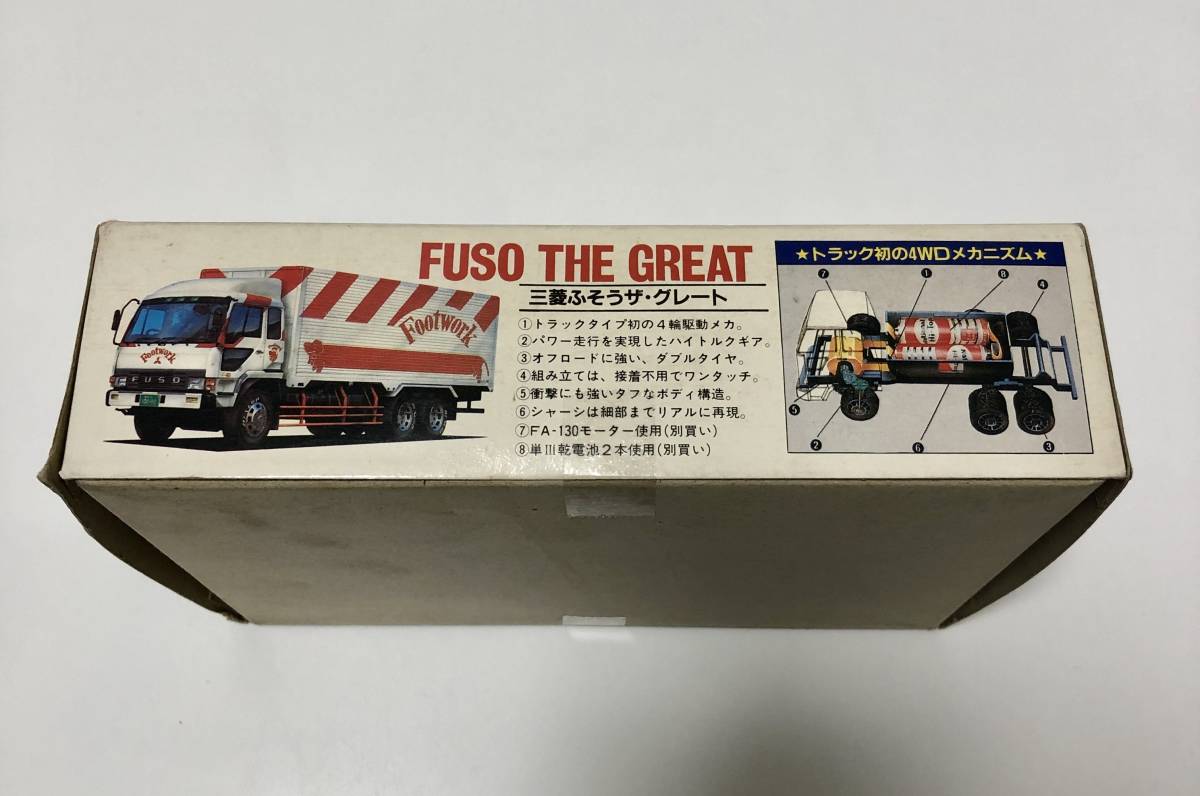 FUSO THE GREAT
三菱ふそうザ・グレート
①トラックタイプ初の4輪駆動メカ。
②パワー走行を実現したハイトルクギア。
③オフロードに強い、ダブルタイヤ。
④組み立ては、接着不用でワンタッチ。
⑤衝撃にも強いタフなボディ構造。
⑥シャーシは細部までリアルに再現。
⑦FA-130モーター使用(別買い)
⑧単III乾電池2本使用(別買い)
Footwork
Footwork
FUSO
★トラック初の4WDメカニズム★
❼ ❶ ❽ ❹
❺
❷ ❻ ❸